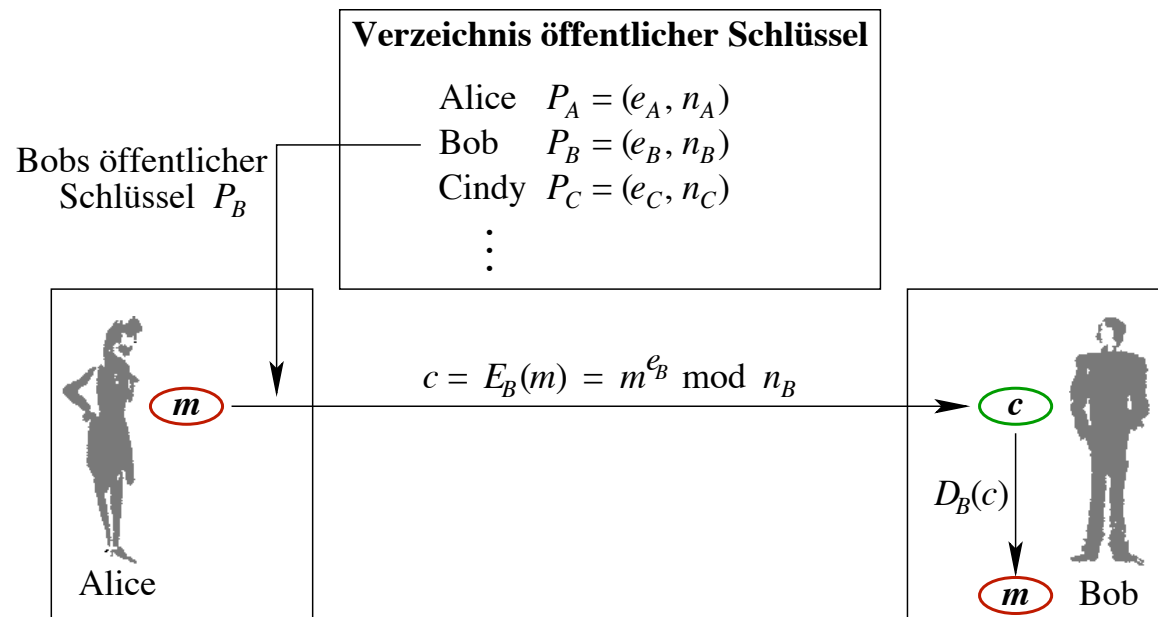 Verzeichnis öffentlicher Schlüssel
Alice P_A = (e_A, n_A)
Bob P_B = (e_B, n_B)
Cindy P_C = (e_C, n_C)
⋮
Bobs öffentlicher
Schlüssel P_B
c = E_B(m) = m^{e_B} mod n_B
m
c
D_B(c)
m
Alice
Bob